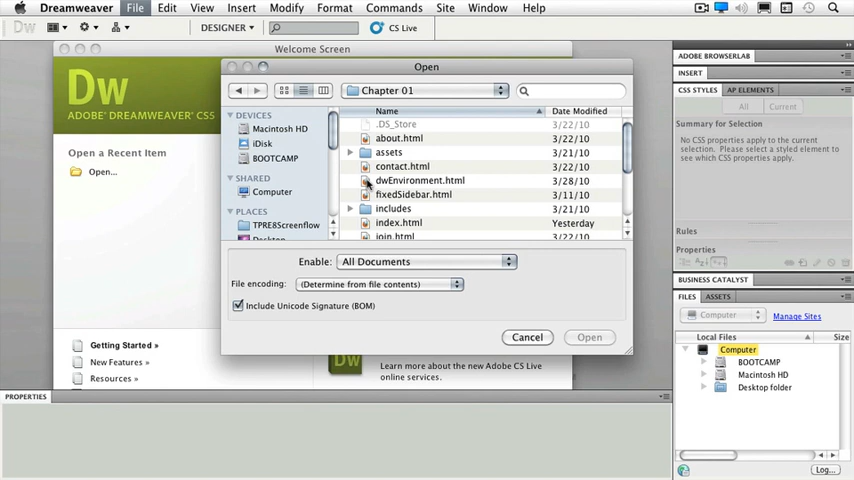 Dreamweaver File Edit View Insert Modify Format Commands Site Window Help
Dw DESIGNER CS Live
Welcome Screen
Dw
ADOBE® DREAMWEAVER® CS5
Open a Recent Item
Open...
Getting Started »
New Features »
Resources »
Dw
Learn more about the new Adobe CS Live
online services.
Open
Chapter 01
DEVICES
Macintosh HD
iDisk
BOOTCAMP
SHARED
Computer
PLACES
TPRE8Screenflow
Desktop
Name Date Modified
.DS_Store 3/22/10
about.html 3/22/10
assets 3/21/10
contact.html 3/22/10
dwEnvironment.html 3/28/10
fixedSidebar.html 3/11/10
includes 3/21/10
index.html Yesterday
join.html 3/22/10
Enable: All Documents
File encoding: (Determine from file contents)
Include Unicode Signature (BOM)
Cancel Open
ADOBE BROWSERLAB
INSERT
CSS STYLES AP ELEMENTS
All Current
Summary for Selection
No CSS properties apply to the current
selection. Please select a styled element to
see which properties apply.
Rules
Properties
BUSINESS CATALYST
FILES ASSETS
Computer Manage Sites
Local Files Size
Computer
BOOTCAMP
Macintosh HD
Desktop folder
Log...
PROPERTIES